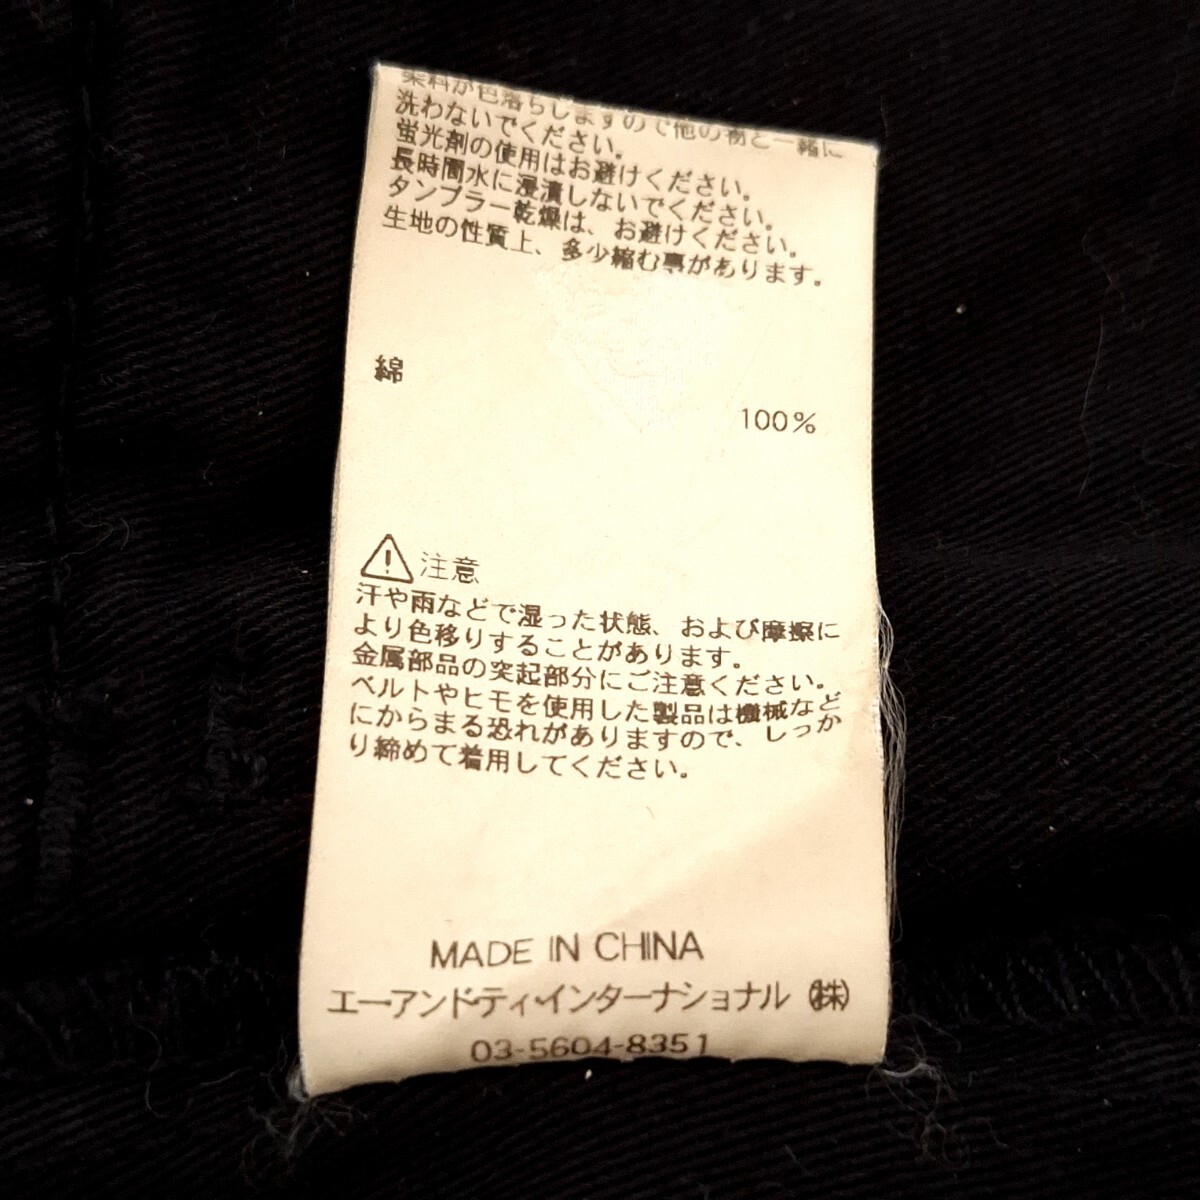 染料が色落ちしますので他の物と一緒に
洗わないでください。
蛍光剤の使用はお避けください。
長時間水に浸漬しないでください。
タンブラー乾燥は、お避けください。
生地の性質上、多少縮む事があります。
綿
100%
注意
汗や雨などで湿った状態、および摩擦に
より色移りすることがあります。
金属部品の突起部分にご注意ください。
ベルトやヒモを使用した製品は機械など
にからまる恐れがありますので、しっか
り締めて着用してください。
MADE IN CHINA
エー・アンド・ティ・インターナショナル ㈱
03-5604-8351